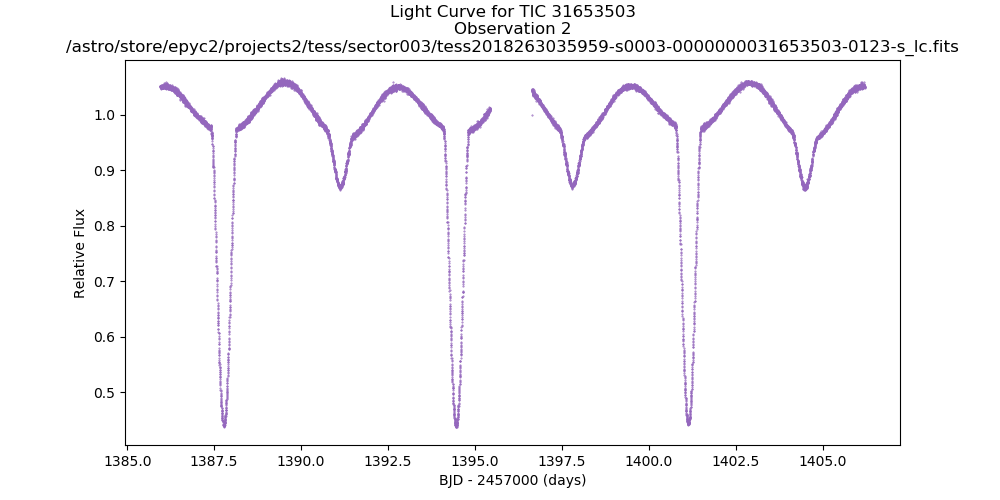 Light Curve for TIC 31653503
Observation 2
/astro/store/epyc2/projects2/tess/sector003/tess2018263035959-s0003-0000000031653503-0123-s_lc.fits
Relative Flux
1.0
0.9
0.8
0.7
0.6
0.5
1385.0 1387.5 1390.0 1392.5 1395.0 1397.5 1400.0 1402.5 1405.0
BJD - 2457000 (days)